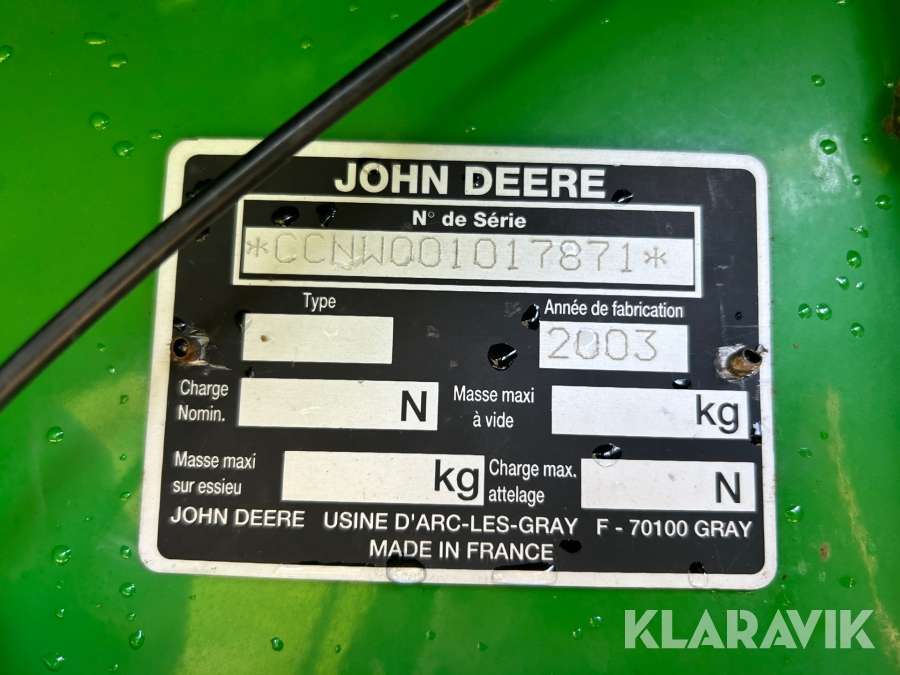 JOHN DEERE
N° de Série
*CCNW001017871*
Type
Année de fabrication
2003
Charge Nomin. N
Masse maxi à vide kg
Masse maxi sur essieu kg
Charge max. attelage N
JOHN DEERE USINE D'ARC-LES-GRAY F - 70100 GRAY
MADE IN FRANCE
KLARAVIK